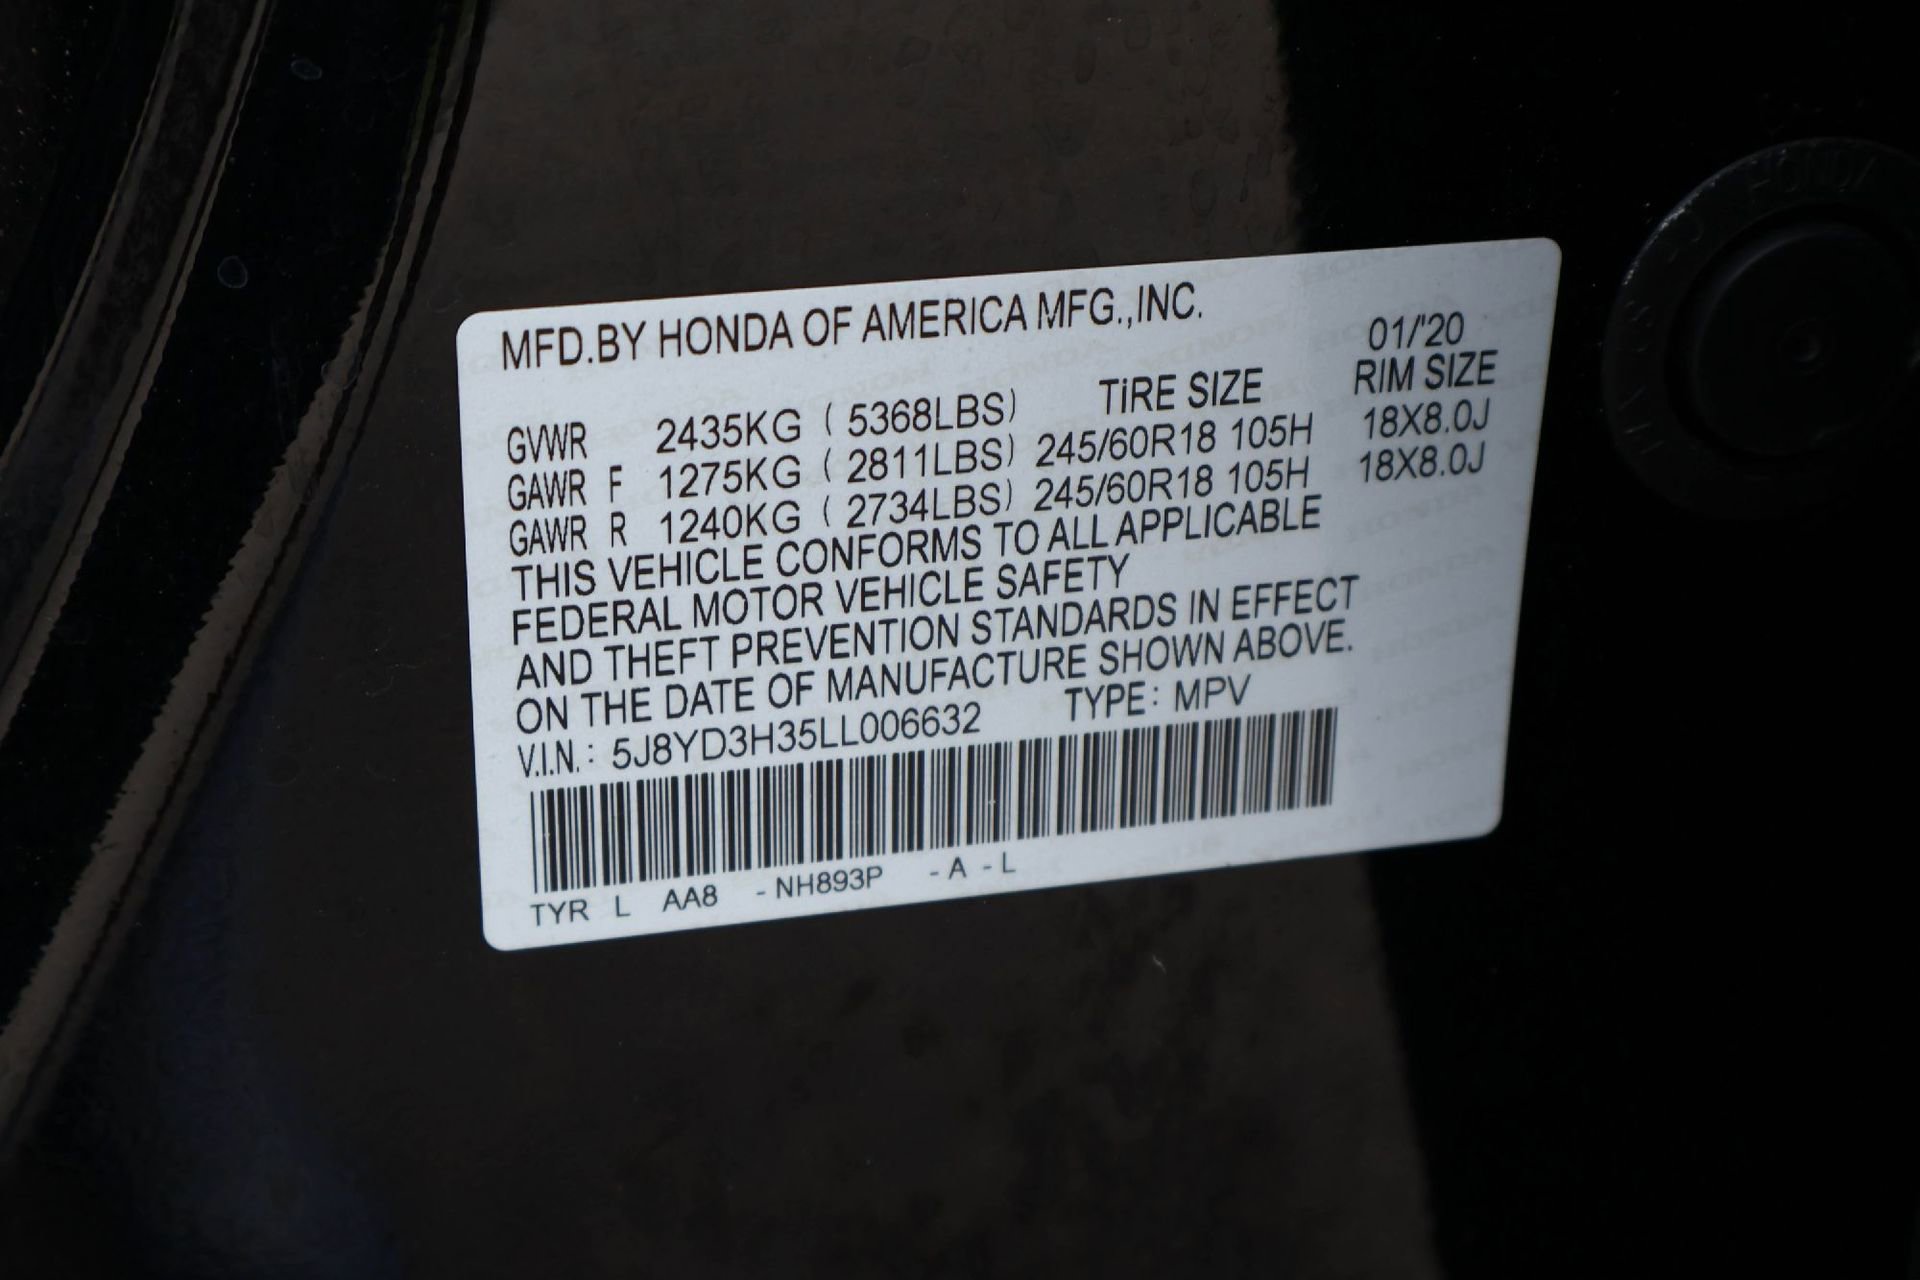 MFD.BY HONDA OF AMERICA MFG.,INC.
01/'20
TIRE SIZE RIM SIZE
GVWR 2435KG ( 5368LBS)
GAWR F 1275KG ( 2811LBS) 245/60R18 105H 18X8.0J
GAWR R 1240KG ( 2734LBS) 245/60R18 105H 18X8.0J
THIS VEHICLE CONFORMS TO ALL APPLICABLE
FEDERAL MOTOR VEHICLE SAFETY
AND THEFT PREVENTION STANDARDS IN EFFECT
ON THE DATE OF MANUFACTURE SHOWN ABOVE.
V.I.N.: 5J8YD3H35LL006632 TYPE: MPV
TYR L AA8 -NH893P -A -L
HONDA